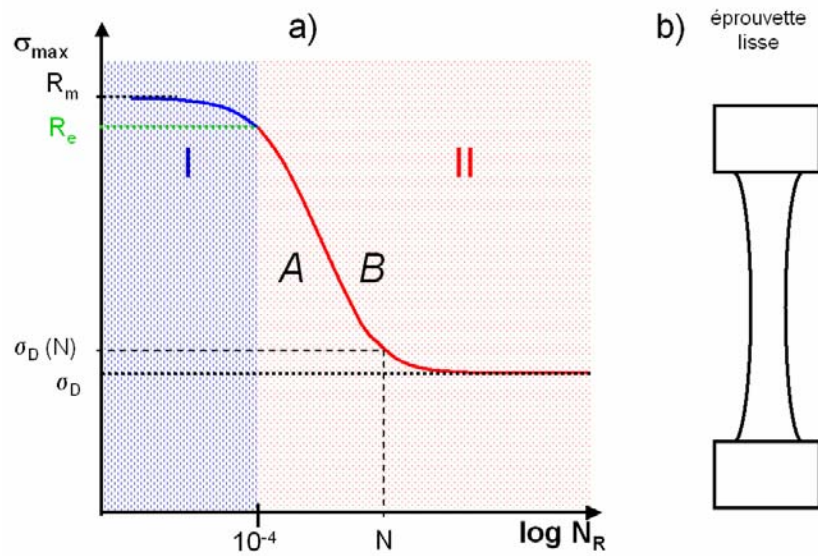 a)
σmax
Rm
Re
I
II
A
B
σD (N)
σD
10-4
N
log NR
b)
éprouvette
lisse